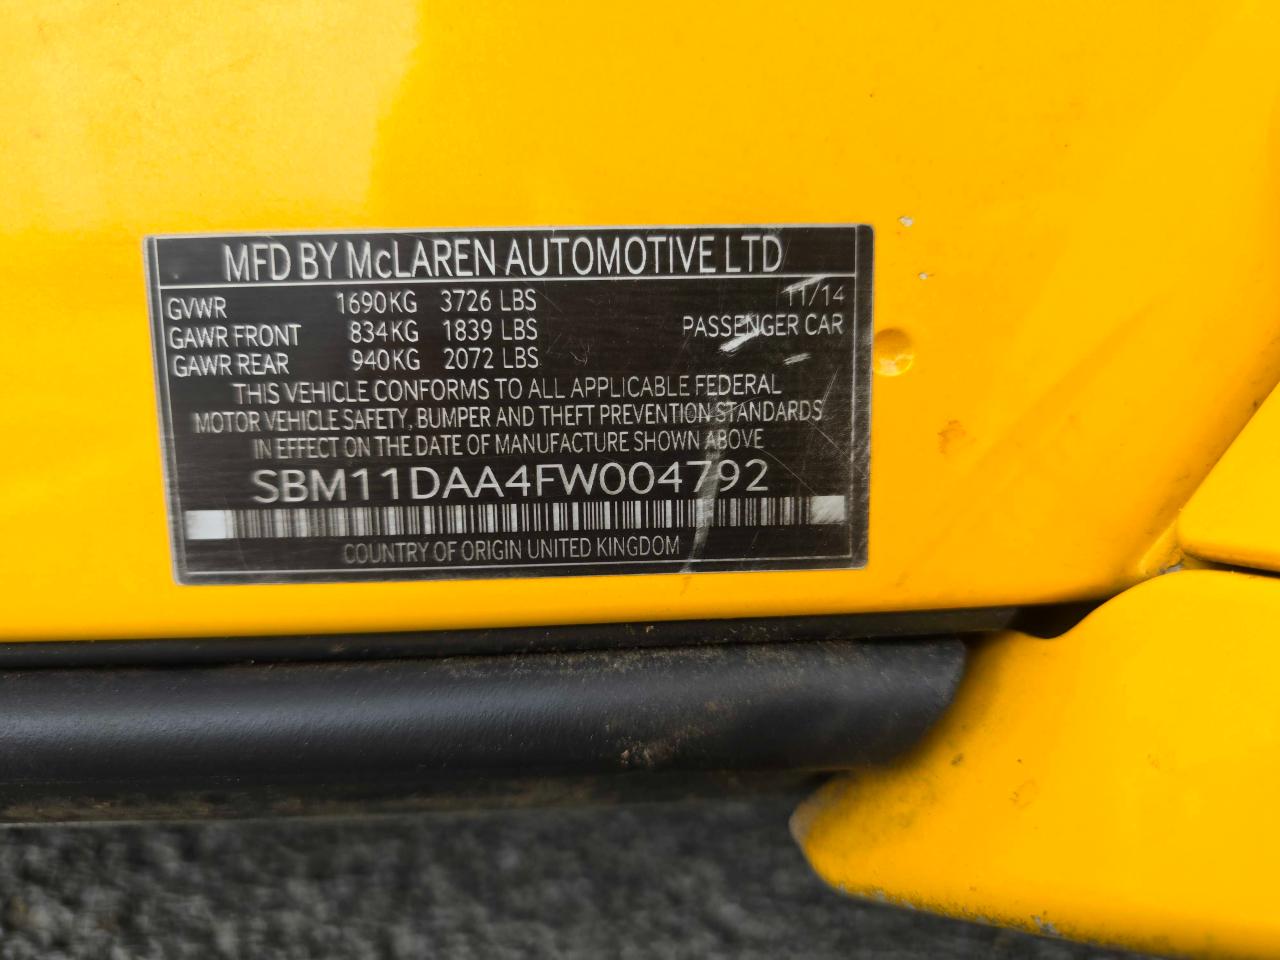 MFD BY McLAREN AUTOMOTIVE LTD
GVWR 1690KG 3726 LBS 11/14
GAWR FRONT 834KG 1839 LBS PASSENGER CAR
GAWR REAR 940KG 2072 LBS
THIS VEHICLE CONFORMS TO ALL APPLICABLE FEDERAL
MOTOR VEHICLE SAFETY, BUMPER AND THEFT PREVENTION STANDARDS
IN EFFECT ON THE DATE OF MANUFACTURE SHOWN ABOVE
SBM11DAA4FW004792
COUNTRY OF ORIGIN UNITED KINGDOM